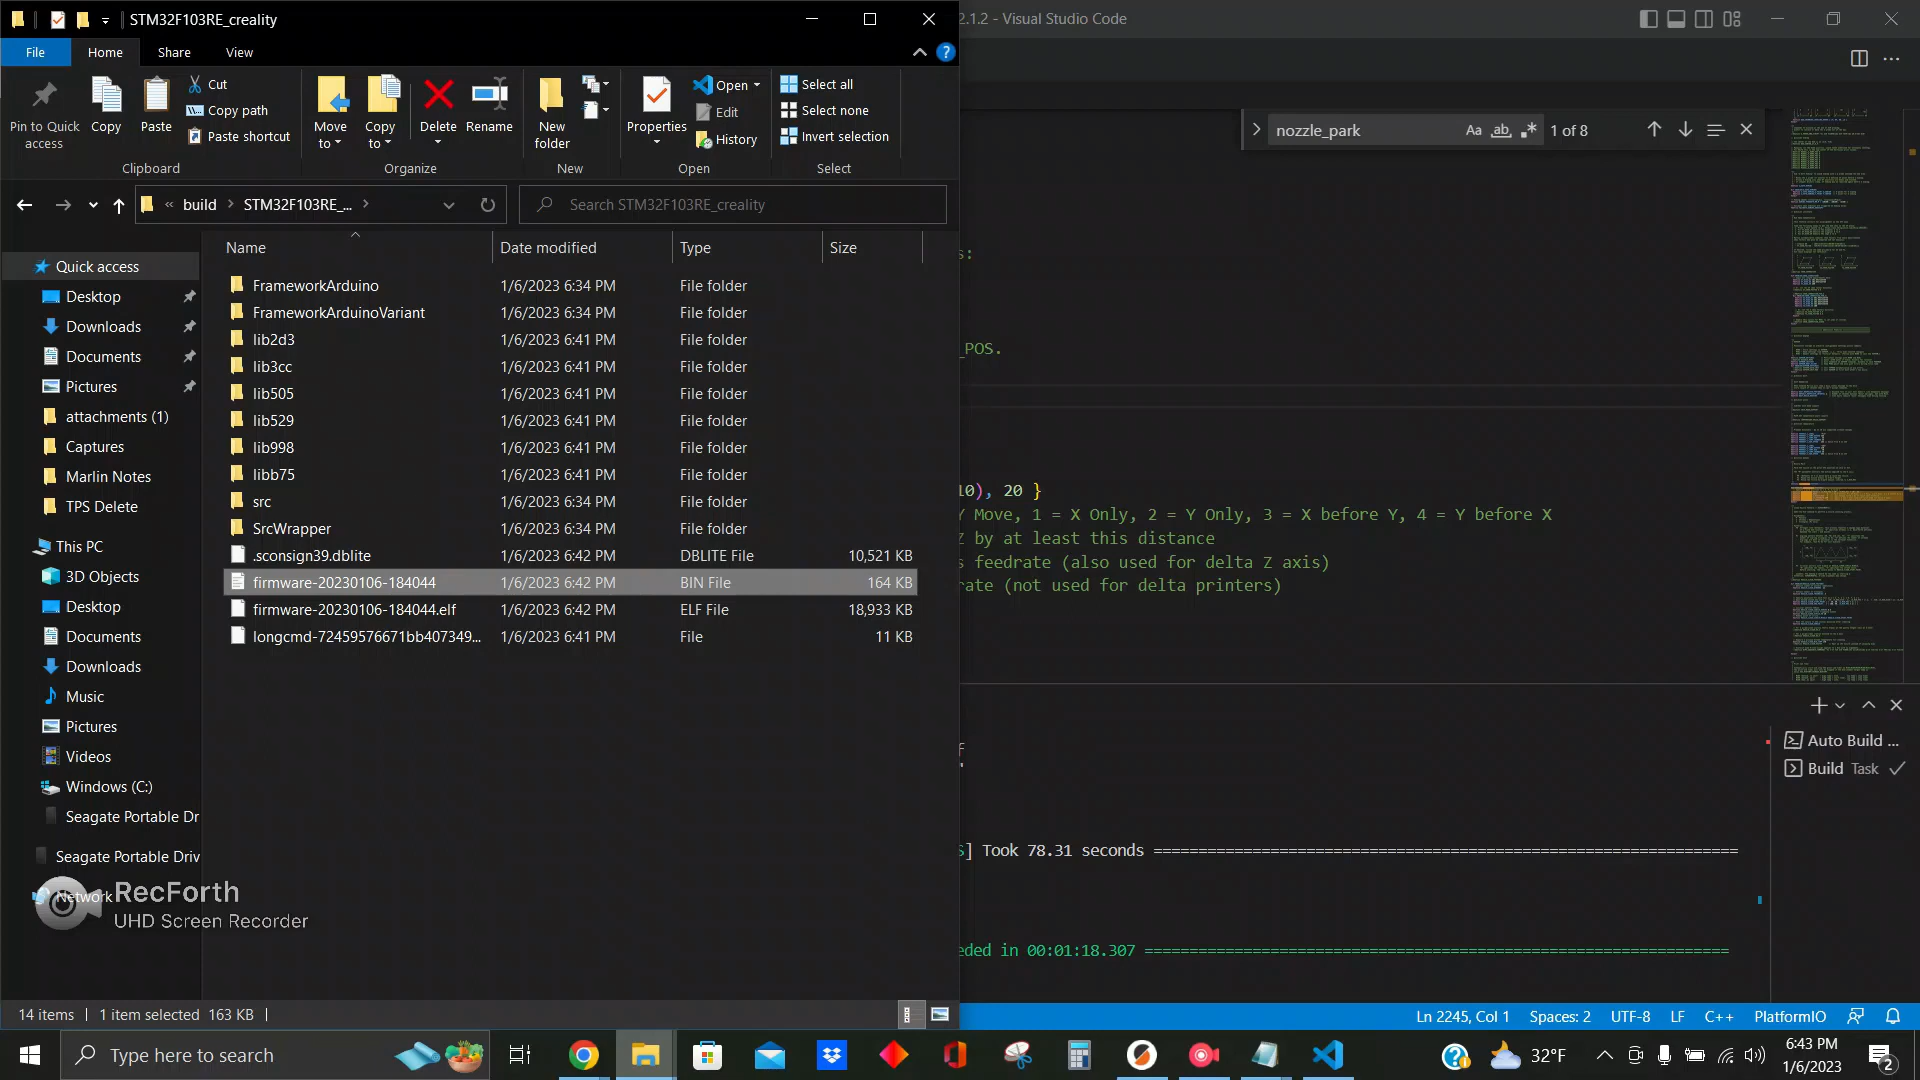 STM32F103RE_creality
File
Home
Share
View
Pin to Quick access
Copy
Paste
Cut
Copy path
Paste shortcut
Clipboard
Move to
Copy to
Delete
Rename
Organize
New folder
New
Properties
Open
Edit
History
Open
Select all
Select none
Invert selection
Select
« build > STM32F103RE_... >
Search STM32F103RE_creality
Name Date modified Type Size
FrameworkArduino 1/6/2023 6:34 PM File folder
FrameworkArduinoVariant 1/6/2023 6:34 PM File folder
lib2d3 1/6/2023 6:41 PM File folder
lib3cc 1/6/2023 6:41 PM File folder
lib505 1/6/2023 6:41 PM File folder
lib529 1/6/2023 6:41 PM File folder
lib998 1/6/2023 6:41 PM File folder
libb75 1/6/2023 6:41 PM File folder
src 1/6/2023 6:34 PM File folder
SrcWrapper 1/6/2023 6:34 PM File folder
.sconsign39.dblite 1/6/2023 6:42 PM DBLITE File 10,521 KB
firmware-20230106-184044 1/6/2023 6:42 PM BIN File 164 KB
firmware-20230106-184044.elf 1/6/2023 6:42 PM ELF File 18,933 KB
longcmd-72459576671bb407349... 1/6/2023 6:41 PM File 11 KB
Quick access
Desktop
Downloads
Documents
Pictures
attachments (1)
Captures
Marlin Notes
TPS Delete
This PC
3D Objects
Desktop
Documents
Downloads
Music
Pictures
Videos
Windows (C:)
Seagate Portable Dr
Seagate Portable Driv
Network
RecForth
UHD Screen Recorder
14 items | 1 item selected 163 KB |
2.1.2 - Visual Studio Code
nozzle_park
Aa ab .* 1 of 8
s:
_POS.
10), 20 }
Y Move, 1 = X Only, 2 = Y Only, 3 = X before Y, 4 = Y before X
Z by at least this distance
s feedrate (also used for delta Z axis)
rate (not used for delta printers)
f
Auto Build ...
Build Task
S] Took 78.31 seconds ================================================================
eded in 00:01:18.307 ================================================================
Ln 2245, Col 1 Spaces: 2 UTF-8 LF C++ PlatformIO
Type here to search
32°F
6:43 PM
1/6/2023
2